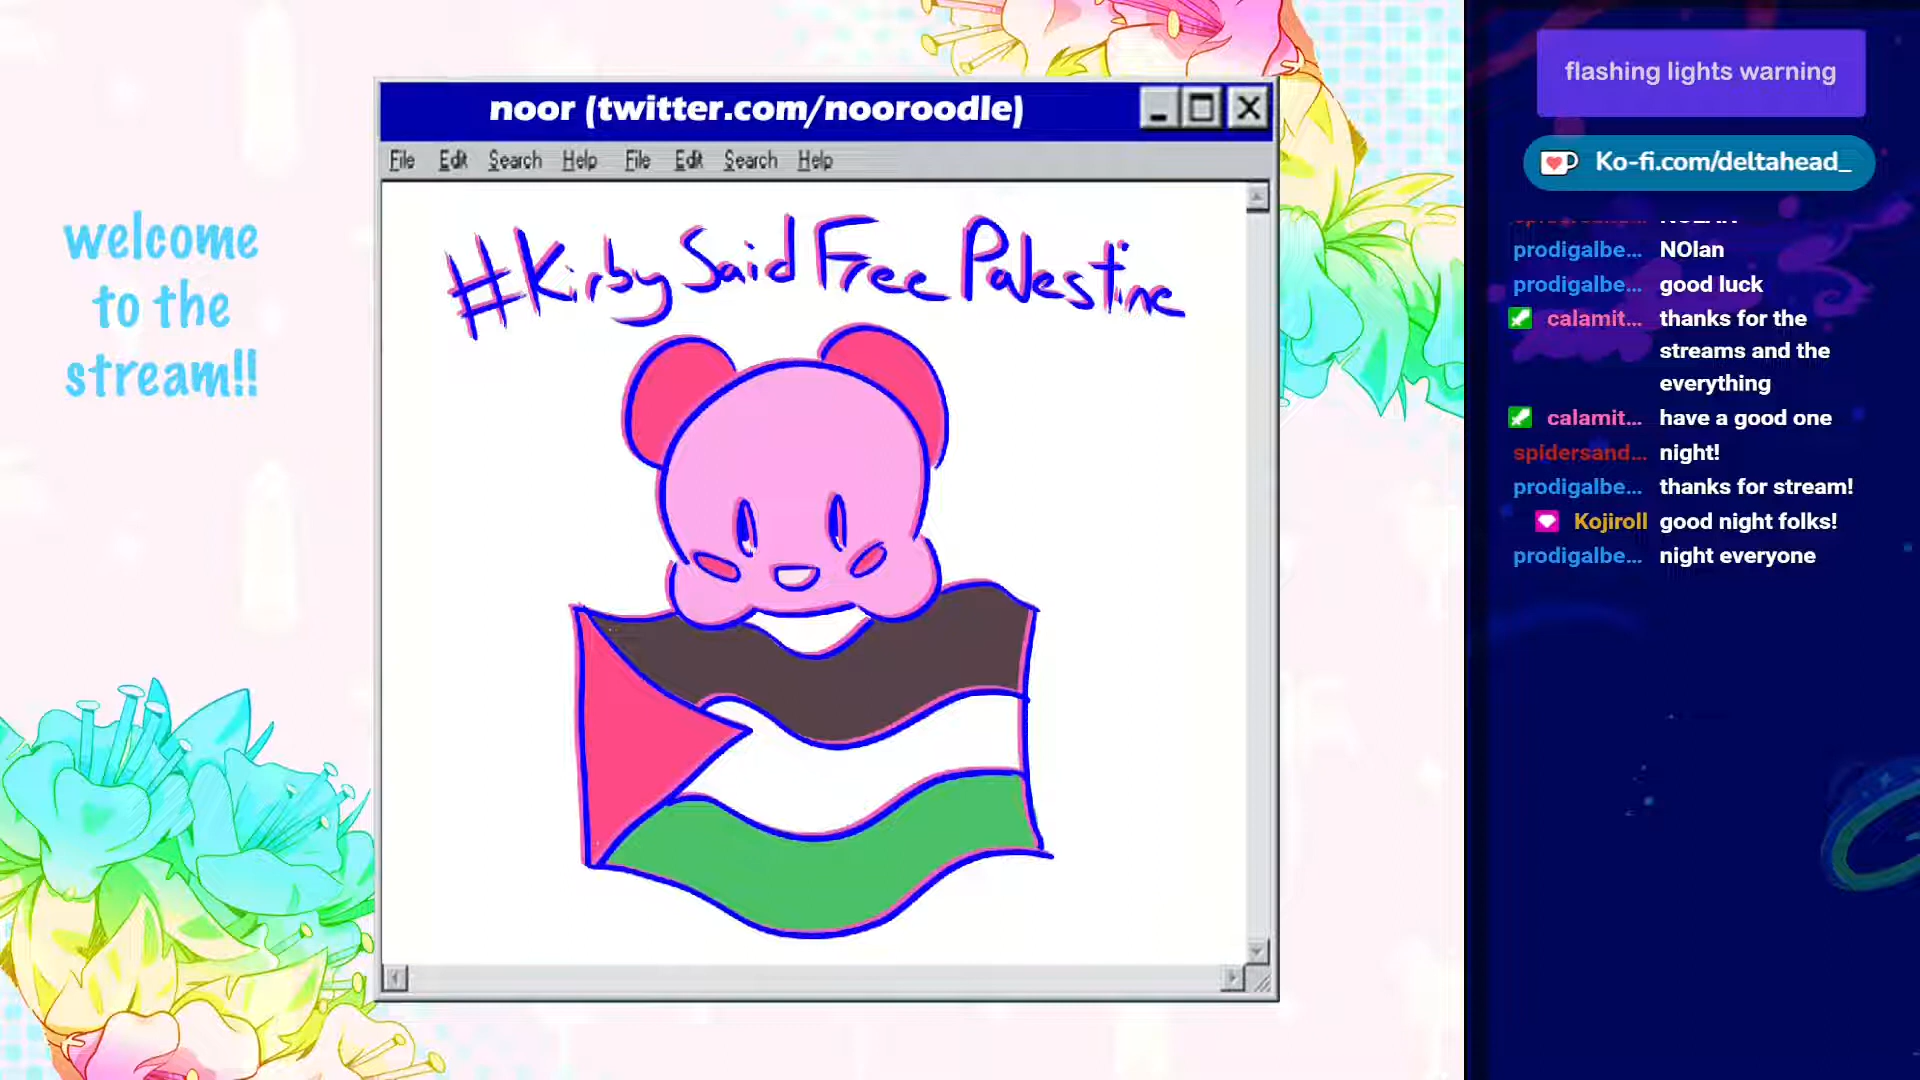 welcome
to the
stream!!
noor (twitter.com/nooroodle)
File Edit Search Help File Edit Search Help
#KirbySaidFreePalestine
flashing lights warning
Ko-fi.com/deltahead_
prodigalbe... NOlan
prodigalbe... good luck
calamit... thanks for the
streams and the
everything
calamit... have a good one
spidersand... night!
prodigalbe... thanks for stream!
Kojiroll good night folks!
prodigalbe... night everyone